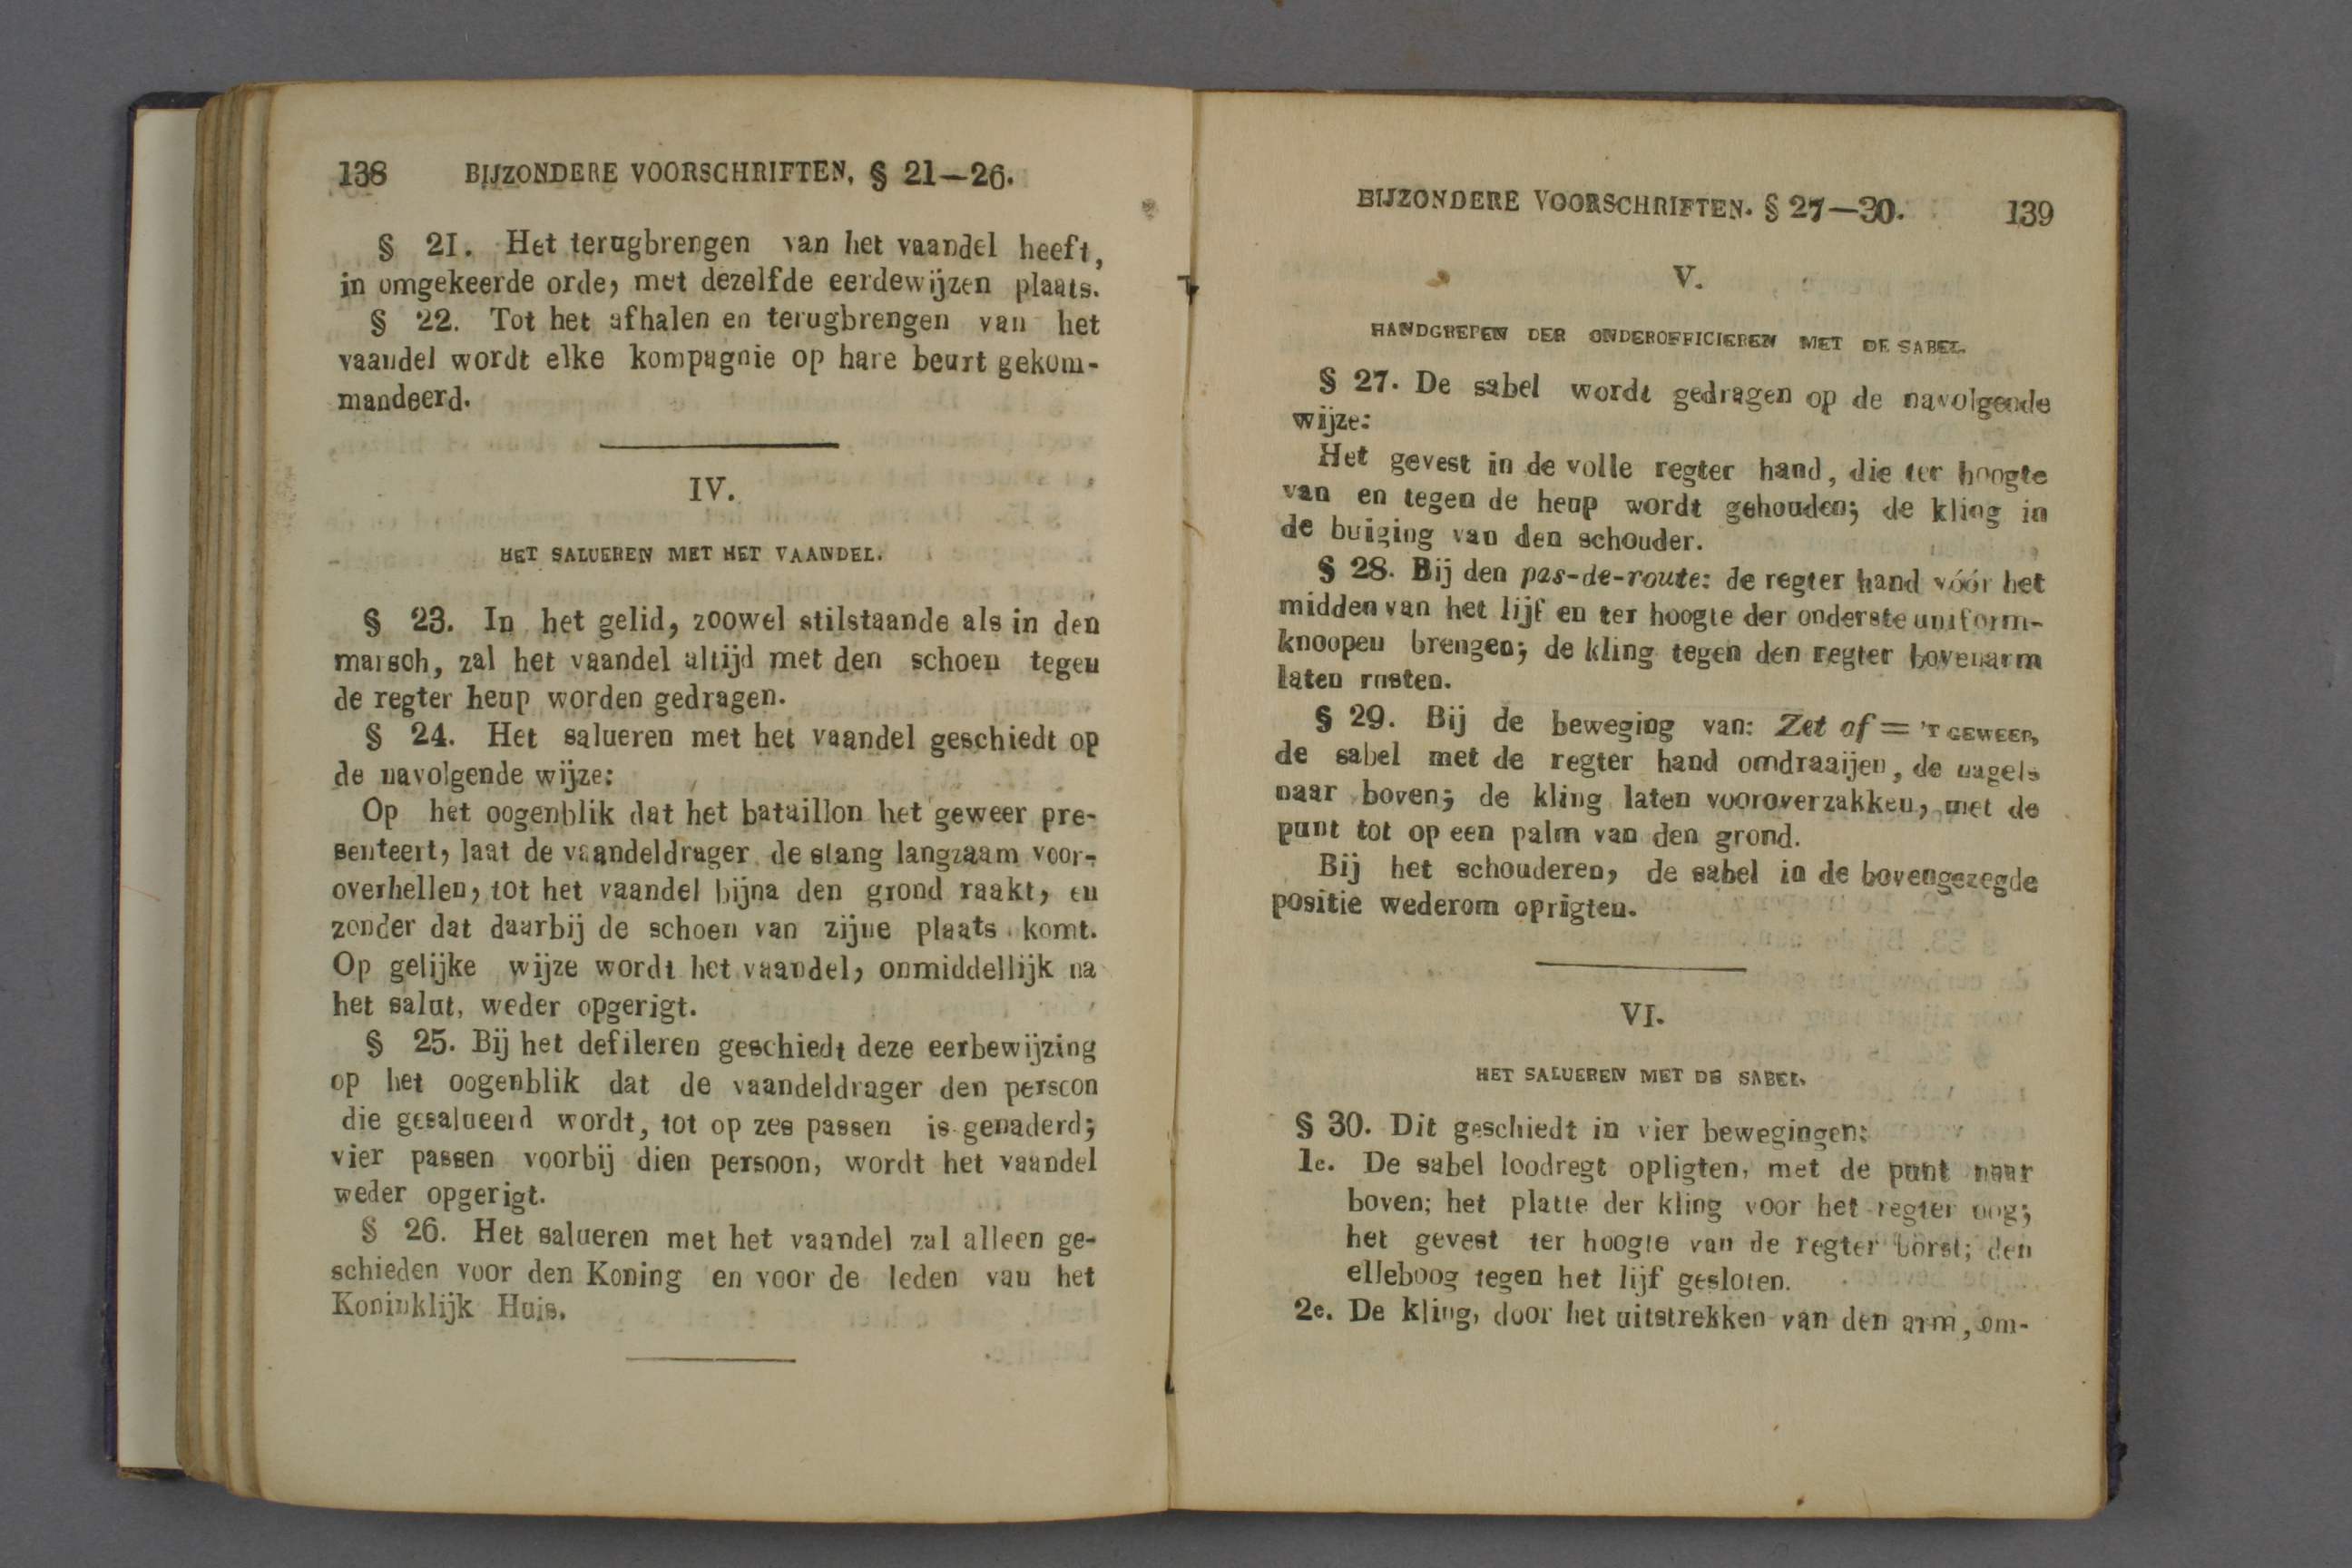 138 BIJZONDERE VOORSCHRIFTEN, § 21—26.
§ 21. Het terugbrengen van het vaandel heeft,
in omgekeerde orde, met dezelfde eerdewijzen plaats.
§ 22. Tot het afhalen en terugbrengen van het
vaandel wordt elke kompagnie op hare beurt gekom-
mandeerd.
IV.
HET SALUEREN MET HET VAANDEL.
§ 23. In het gelid, zoowel stilstaande als in den
marsch, zal het vaandel altijd met den schoen tegen
de regter heup worden gedragen.
§ 24. Het salueren met het vaandel geschiedt op
de navolgende wijze:
Op het oogenblik dat het bataillon het geweer pre-
senteert, laat de vaandeldrager de stang langzaam voor-
overhellen, tot het vaandel bijna den grond raakt, en
zonder dat daarbij de schoen van zijne plaats komt.
Op gelijke wijze wordt het vaandel, onmiddellijk na
het salut, weder opgerigt.
§ 25. Bij het defileren geschiedt deze eerbewijzing
op het oogenblik dat de vaandeldrager den persoon
die gesalueerd wordt, tot op zes passen is genaderd;
vier passen voorbij dien persoon, wordt het vaandel
weder opgerigt.
§ 26. Het salueren met het vaandel zal alleen ge-
schieden voor den Koning en voor de leden van het
Koninklijk Huis.
BIJZONDERE VOORSCHRIFTEN. § 27—30. 139
V.
HANDGREPEN DER ONDEROFFICIEREN MET DE SABEL.
§ 27. De sabel wordt gedragen op de navolgende
wijze:
Het gevest in de volle regter hand, die ter hoogte
van en tegen de heup wordt gehouden; de kling in
de buiging van den schouder.
§ 28. Bij den pas-de-route: de regter hand vóór het
midden van het lijf en ter hoogte der onderste uniform-
knoopen brengen; de kling tegen den regter bovenarm
laten rusten.
§ 29. Bij de beweging van: Zet af = 'T GEWEER,
de sabel met de regter hand omdraaijen, de nagels
naar boven; de kling laten vooroverzakken, met de
punt tot op een palm van den grond.
Bij het schouderen, de sabel in de bovengezegde
positie wederom oprigten.
VI.
HET SALUEREN MET DE SABEL.
§ 30. Dit geschiedt in vier bewegingen:
1e. De sabel loodregt opligten, met de punt naar
boven; het platte der kling voor het regter oog;
het gevest ter hoogte van de regter borst; den
elleboog tegen het lijf gesloten.
2e. De kling, door het uitstrekken van den arm, om-